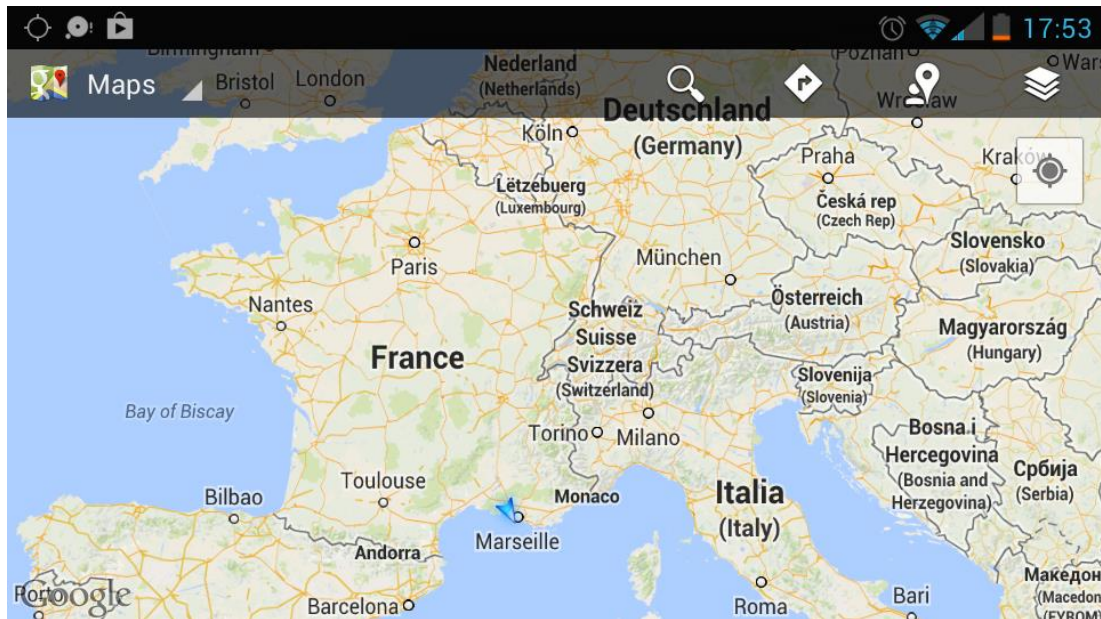 17:53
Maps
Birmingham
Bristol
London
Nederland
(Netherlands)
Poznań
Deutschland
(Germany)
Wrocław
Köln
Praha
Kraków
Lëtzebuerg
(Luxembourg)
Česká rep
(Czech Rep)
Paris
München
Slovensko
(Slovakia)
Nantes
Schweiz
Suisse
Svizzera
(Switzerland)
Österreich
(Austria)
Magyarország
(Hungary)
France
Slovenija
(Slovenia)
Bay of Biscay
Torino
Milano
Bosna i
Hercegovina
(Bosnia and
Herzegovina)
Србија
(Serbia)
Toulouse
Bilbao
Monaco
Italia
(Italy)
Marseille
Andorra
Македон
(Macedon
(FYROM)
Porto
Google
Barcelona
Roma
Bari